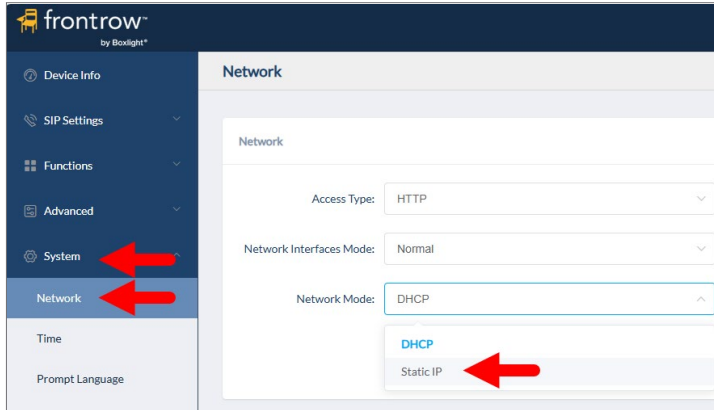 frontrow™
by Boxlight®
Device Info
SIP Settings
Functions
Advanced
System
Network
Time
Prompt Language
Network
Network
Access Type: HTTP
Network Interfaces Mode: Normal
Network Mode: DHCP
DHCP
Static IP